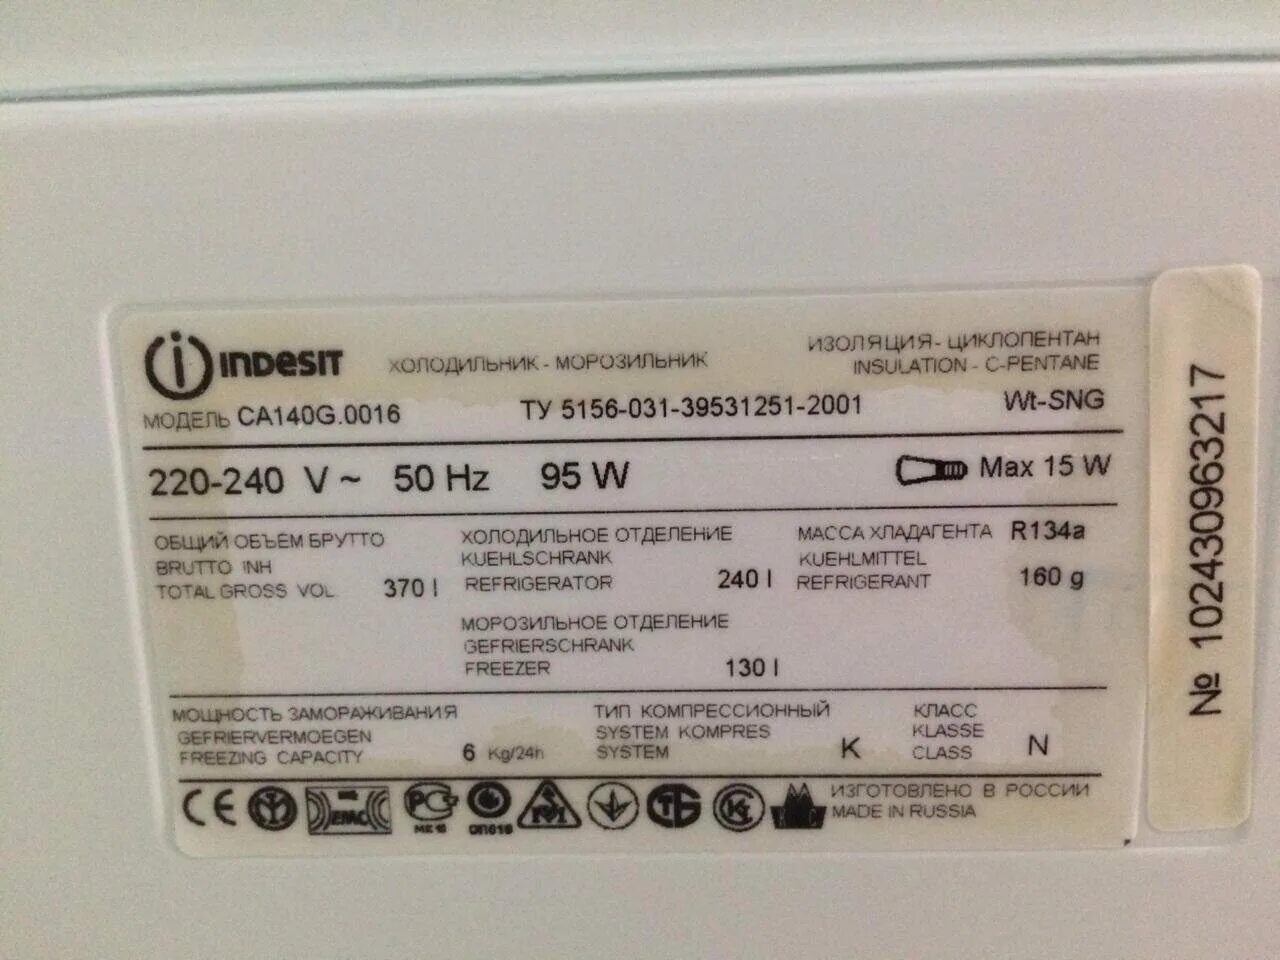 INDESIT ХОЛОДИЛЬНИК - МОРОЗИЛЬНИК
ИЗОЛЯЦИЯ - ЦИКЛОПЕНТАН
INSULATION - C-PENTANE
МОДЕЛЬ CA140G.0016 ТУ 5156-031-39531251-2001 Wt-SNG
220-240 V ~ 50 Hz 95 W Max 15 W
ОБЩИЙ ОБЪЕМ БРУТТО
BRUTTO INH
TOTAL GROSS VOL 370 l
ХОЛОДИЛЬНОЕ ОТДЕЛЕНИЕ
KUEHLSCHRANK
REFRIGERATOR 240 l
МАССА ХЛАДАГЕНТА R134a
KUEHLMITTEL
REFRIGERANT 160 g
МОРОЗИЛЬНОЕ ОТДЕЛЕНИЕ
GEFRIERSCHRANK
FREEZER 130 l
МОЩНОСТЬ ЗАМОРАЖИВАНИЯ
GEFRIERVERMOEGEN
FREEZING CAPACITY 6 Kg/24h
ТИП КОМПРЕССИОННЫЙ
SYSTEM KOMPRES
SYSTEM K
КЛАСС
KLASSE
CLASS N
CE EMC
ИЗГОТОВЛЕНО В РОССИИ
MADE IN RUSSIA
№ 102430963217